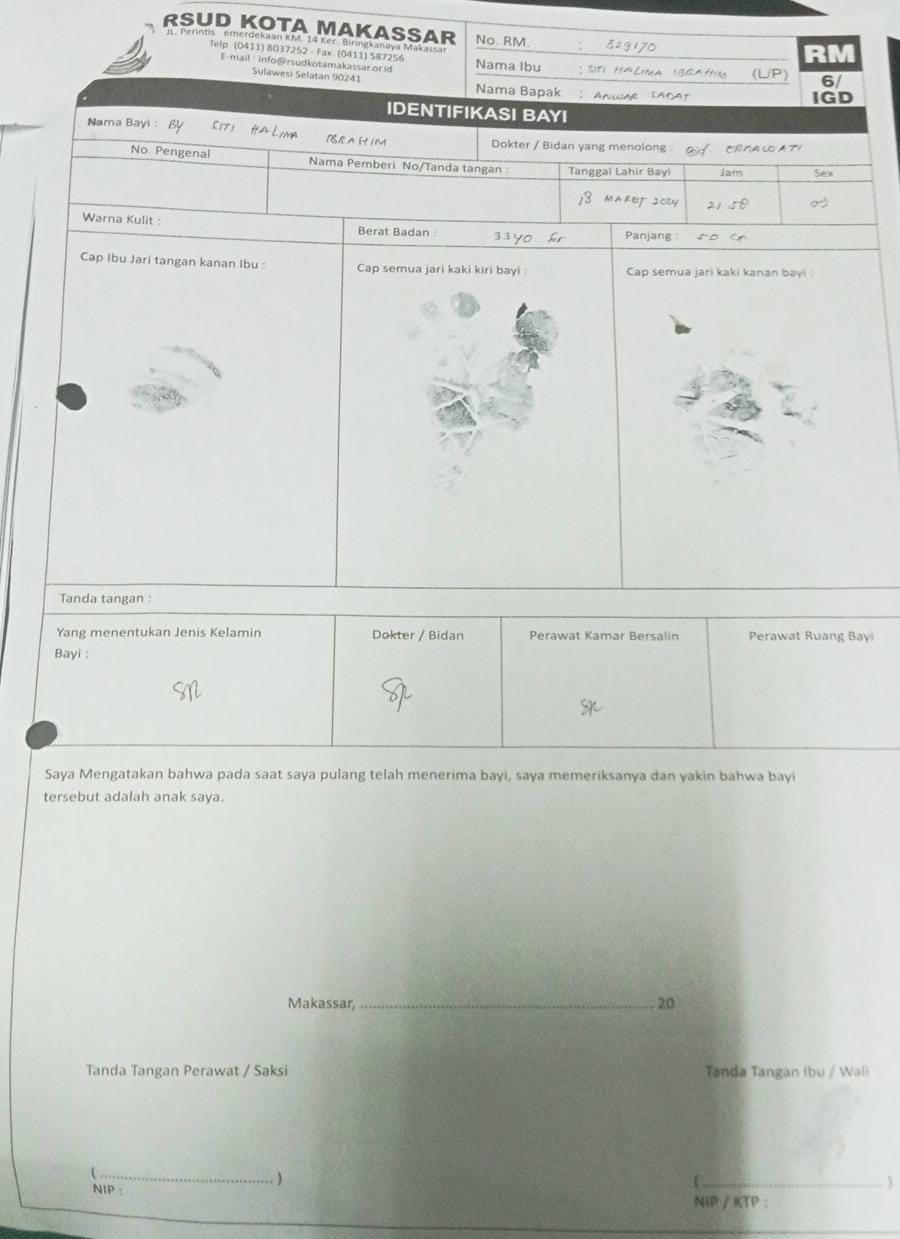 RSUD KOTA MAKASSAR
JL. Perintis emerdekaan KM. 14 Kec. Biringkanaya Makassar
Telp. (0411) 8037252 - Fax. (0411) 587256
E-mail : info@rsudkotamakassar.or.id
Sulawesi Selatan 90241
No. RM. : 329170
Nama Ibu : SITI HALIMA IBRAHIM (L/P)
Nama Bapak : ANWAR SADAT
RM
6/
IGD
IDENTIFIKASI BAYI
Nama Bayi : BY SITI HALIMA IBRAHIM
Dokter / Bidan yang menolong : Bid ERNAWATI
No. Pengenal
Nama Pemberi No/Tanda tangan :
Tanggal Lahir Bayi
Jam
Sex
18 MARET 2024
21 58
Warna Kulit :
Berat Badan : 3340 Gr
Panjang : 50 Cm
Cap Ibu Jari tangan kanan Ibu :
Cap semua jari kaki kiri bayi :
Cap semua jari kaki kanan bayi :
Tanda tangan :
Yang menentukan Jenis Kelamin
Bayi :
Dokter / Bidan
Perawat Kamar Bersalin
Perawat Ruang Bayi
Saya Mengatakan bahwa pada saat saya pulang telah menerima bayi, saya memeriksanya dan yakin bahwa bayi
tersebut adalah anak saya.
Makassar, .......................................................... 20
Tanda Tangan Perawat / Saksi
Tanda Tangan Ibu / Wali
(......................................)
(......................................)
NIP :
NIP / KTP :